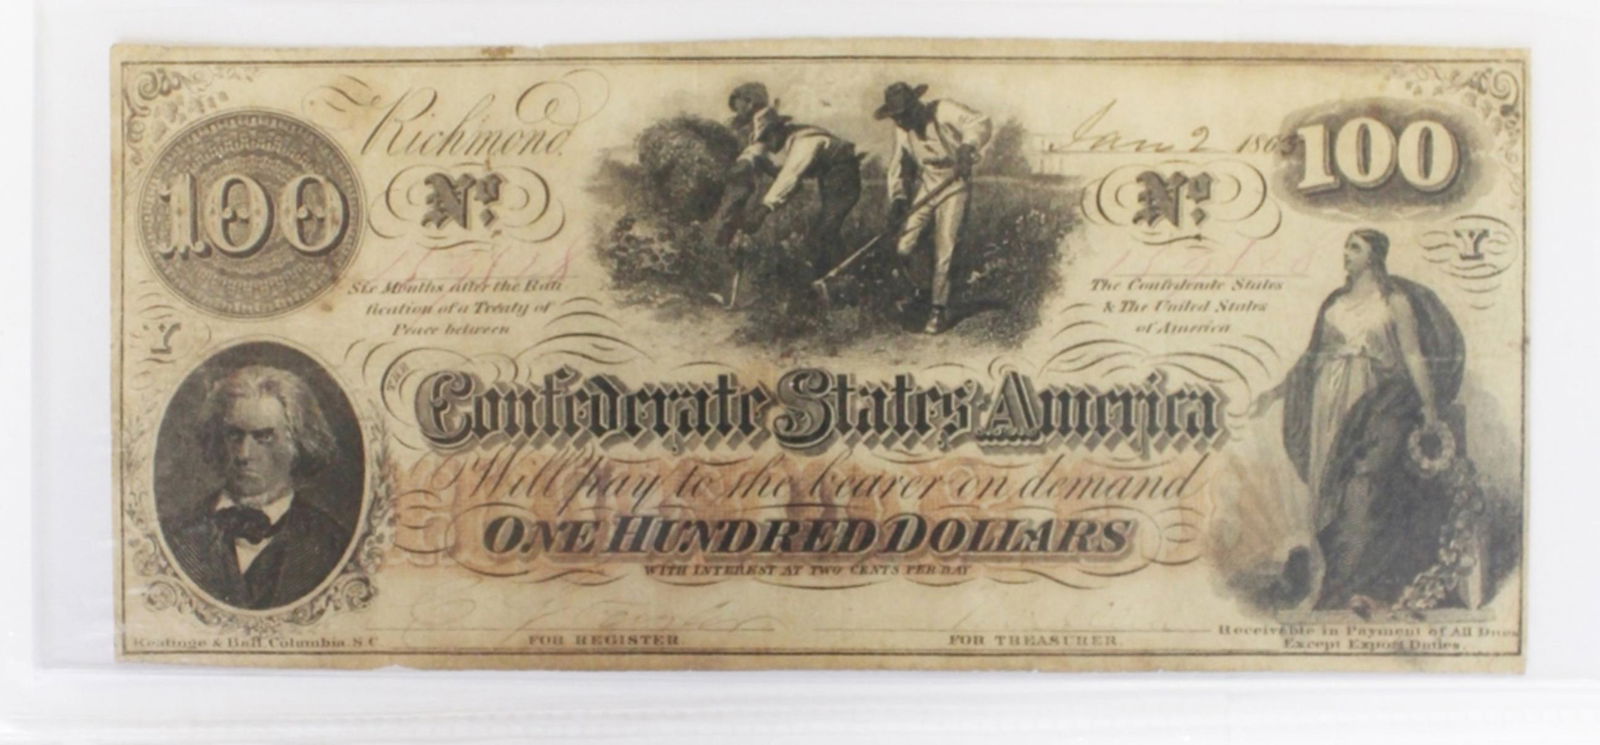 Richmond, Jan 2 1863
100 100
No. No.
Y
Six Months after the Rati
fication of a Treaty of
Peace between
The Confederate States
& The United States
of America
Y
THE
Confederate States America
Will pay to the bearer on demand
ONE HUNDRED DOLLARS
WITH INTEREST AT TWO CENTS PER DAY
FOR REGISTER
FOR TREASURER
Keatinge & Ball, Columbia, S.C.
Receivable in Payment of All Dues
Except Export Duties.